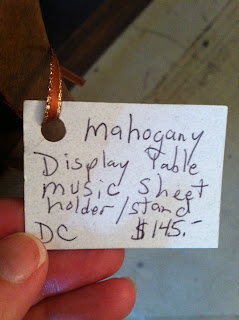 mahogany
Display Table
music sheet
holder/stand
DC $145.-